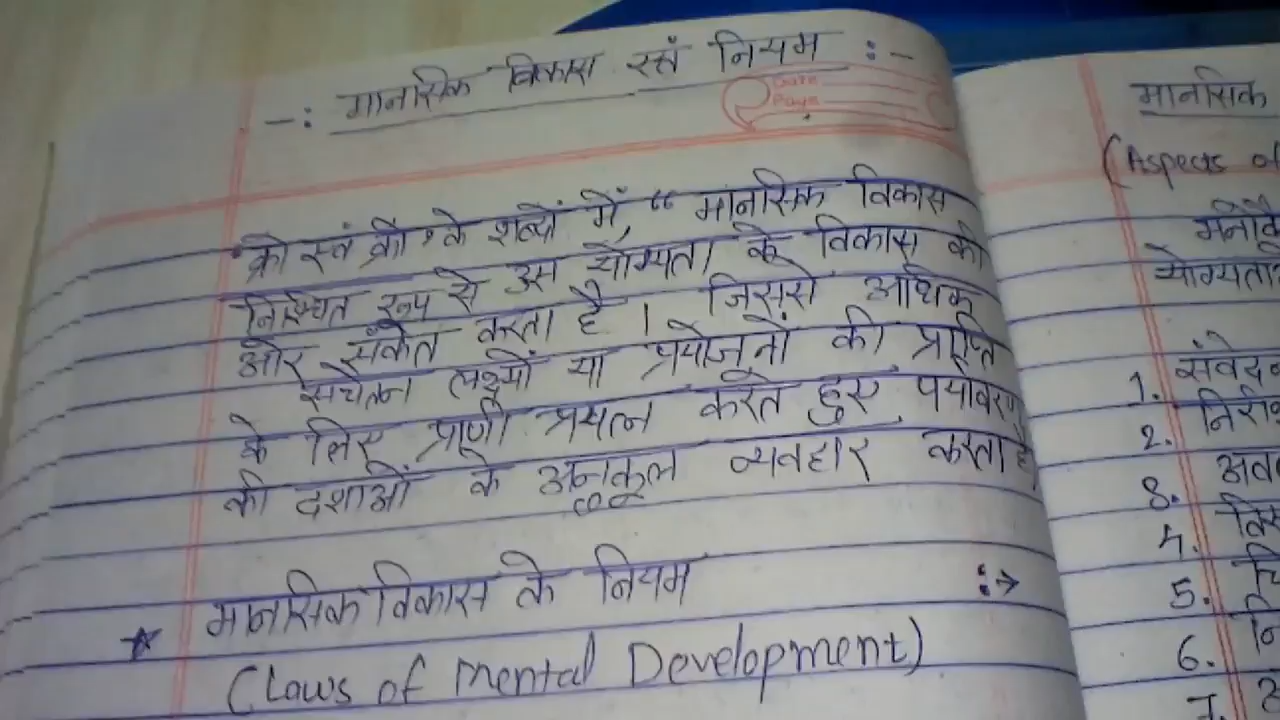 -: मानसिक विकास एवं नियम :-
Date
Page
क्रो एवं क्रो के शब्दों में, “ मानसिक विकास
निश्चित रूप से उस योग्यता के विकास की
ओर संकेत करता है। जिससे अधिक
सचेतन लक्ष्यों या प्रयोजनों की प्राप्ति
के लिए प्राणी प्रयत्न करते हुए पर्यावरण
की दशाओं के अनुकूल व्यवहार करता है
* मानसिक विकास के नियम :→
(Laws of Mental Development)
मानसिक
(Aspects of
1.
2.
3.
4.
5.
6.
7.